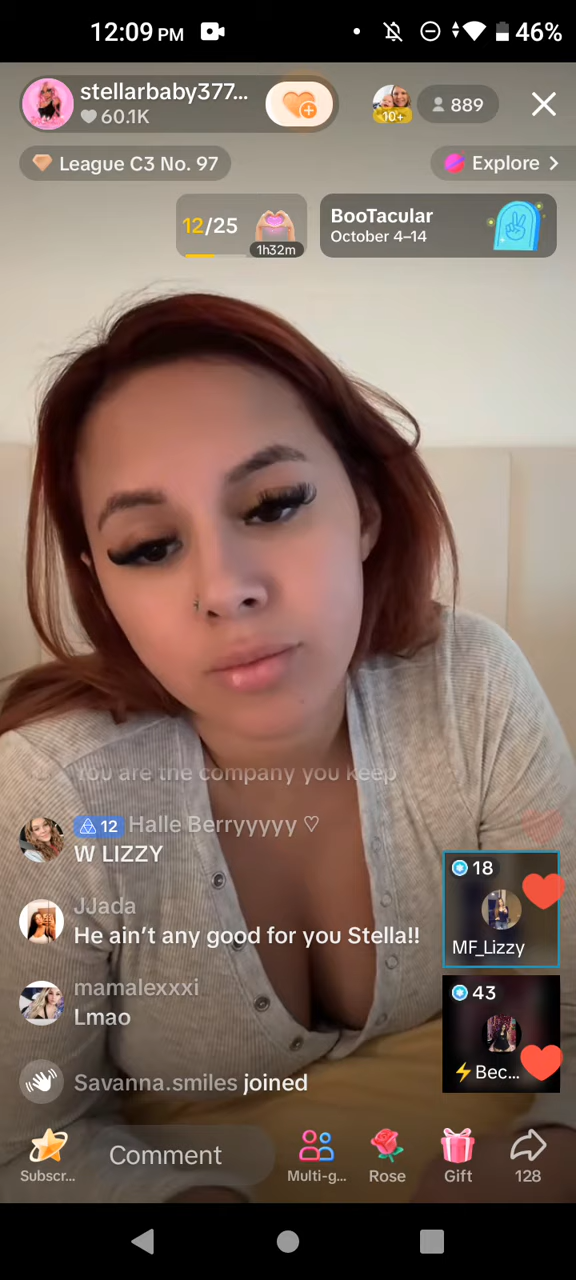 12:09 PM
46%
stellarbaby377...
60.1K
10+
889
League C3 No. 97
Explore
12/25
1h32m
BooTacular
October 4–14
You are the company you keep
12 Halle Berryyyyy ♡
W LIZZY
JJada
He ain't any good for you Stella!!
mamalexxxi
Lmao
Savanna.smiles joined
18
MF_Lizzy
43
⚡Bec...
Subscr...
Comment
Multi-g...
Rose
Gift
128